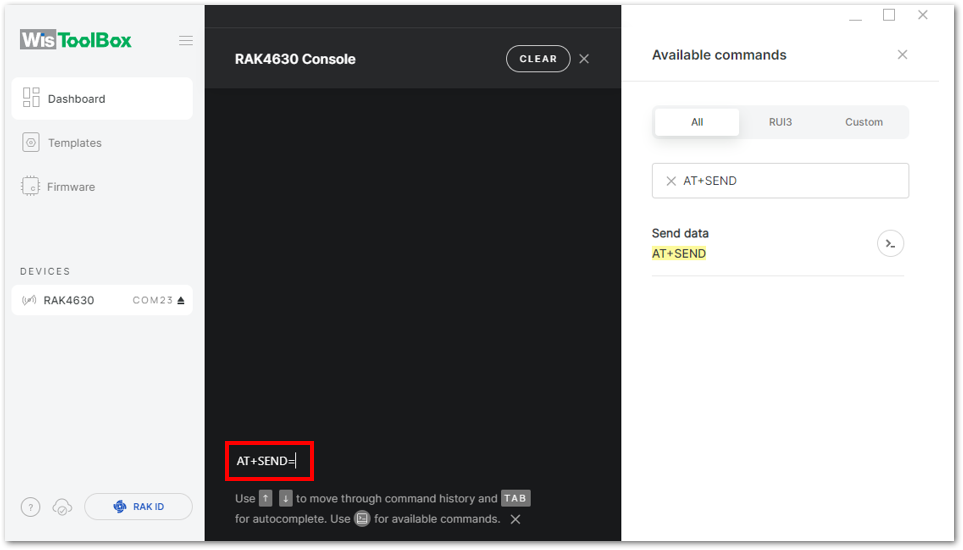 WisToolBox
Dashboard
Templates
Firmware
DEVICES
RAK4630 COM23
?
RAK ID
RAK4630 Console
CLEAR
AT+SEND=
Use ↑ ↓ to move through command history and TAB
for autocomplete. Use for available commands.
Available commands
All RUI3 Custom
AT+SEND
Send data
AT+SEND